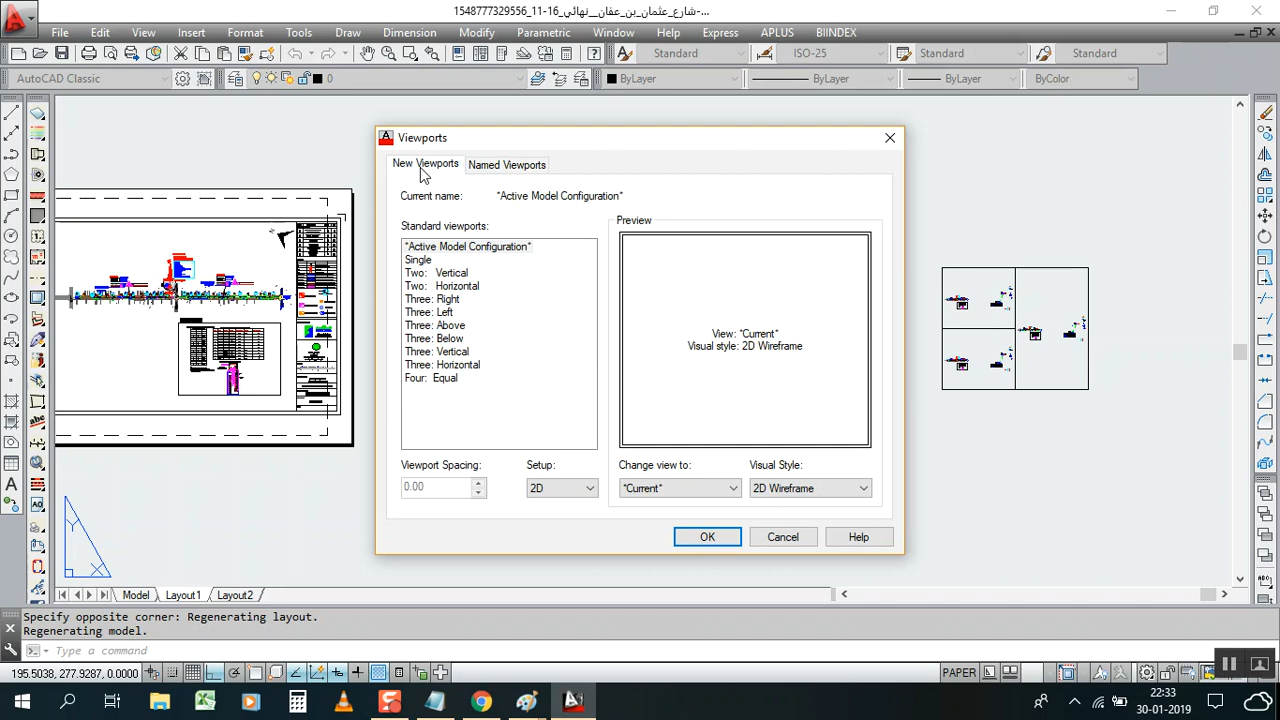 شارع_عثمان_بن_عفان__نهائي_16-11_1548777329556-...
File Edit View Insert Format Tools Draw Dimension Modify Parametric Window Help Express APLUS BIINDEX
Standard ISO-25 Standard Standard
AutoCAD Classic 0 ByLayer ByLayer ByLayer ByColor
Viewports
New Viewports Named Viewports
Current name: *Active Model Configuration*
Standard viewports: Preview
*Active Model Configuration*
Single
Two: Vertical
Two: Horizontal
Three: Right
Three: Left
Three: Above
Three: Below
Three: Vertical
Three: Horizontal
Four: Equal
View: *Current*
Visual style: 2D Wireframe
Viewport Spacing: Setup: Change view to: Visual Style:
0.00 2D *Current* 2D Wireframe
OK Cancel Help
Y
X
Model Layout1 Layout2
Specify opposite corner: Regenerating layout.
Regenerating model.
Type a command
195.5038, 277.9287, 0.0000 PAPER
22:33
30-01-2019